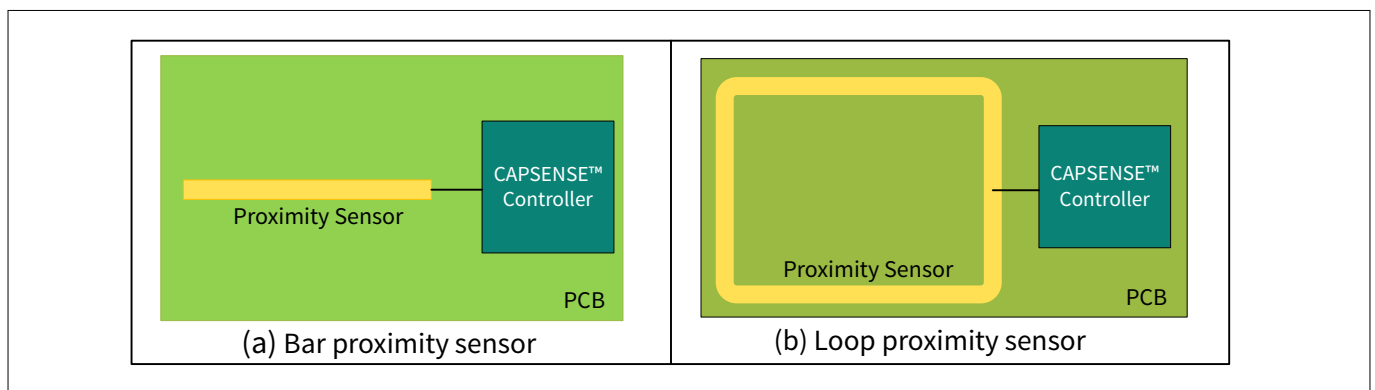 CAPSENSE™
Controller
Proximity Sensor
PCB
(a) Bar proximity sensor
CAPSENSE™
Controller
Proximity Sensor
PCB
(b) Loop proximity sensor